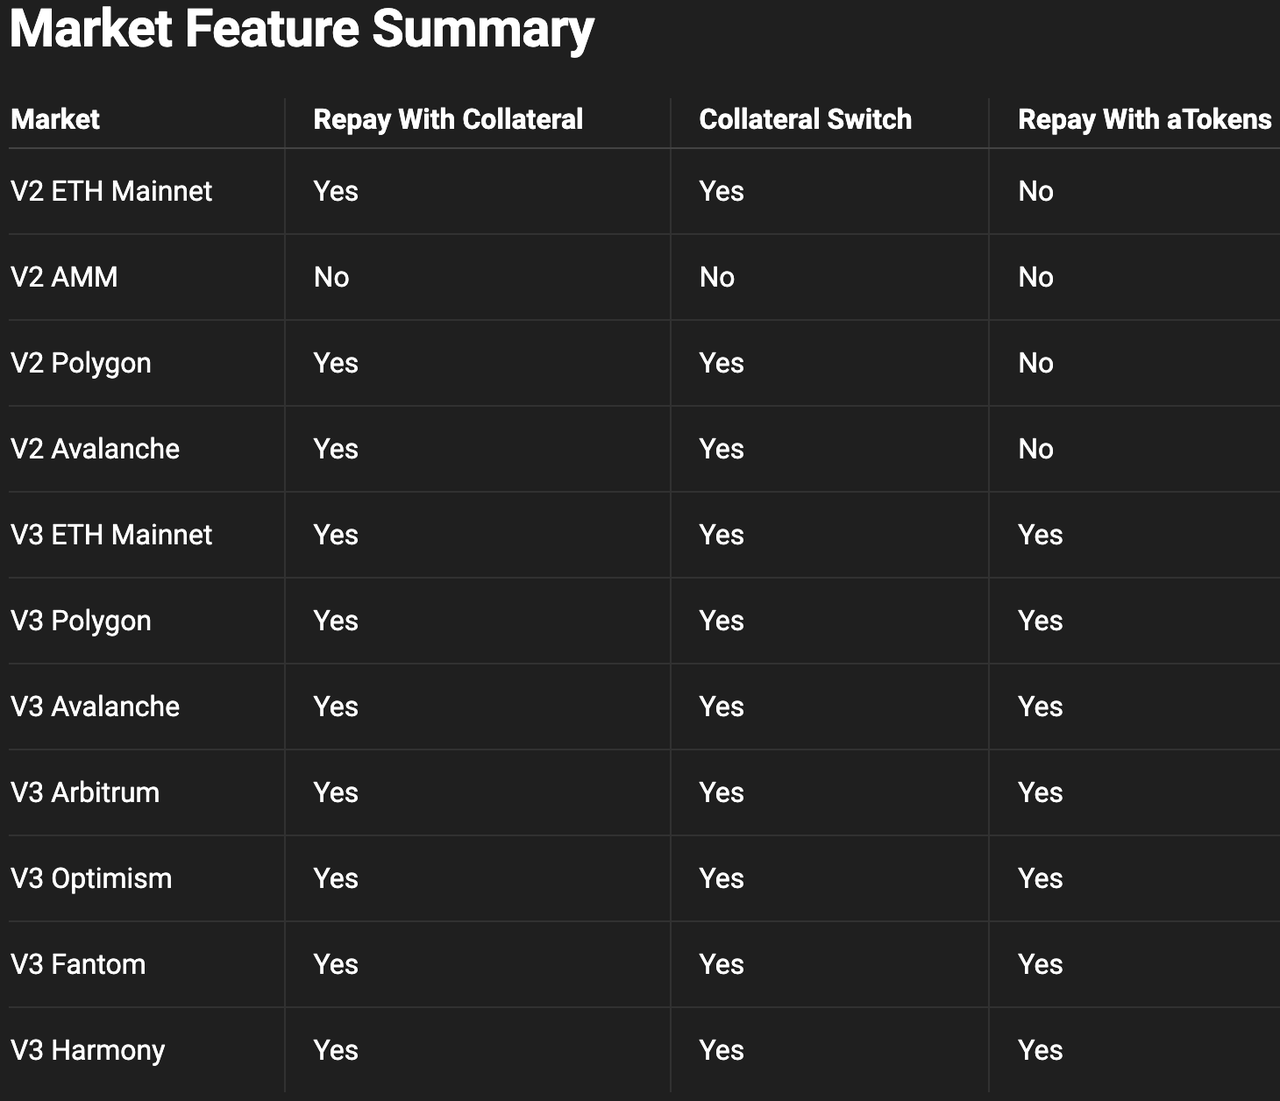 Market Feature Summary
Market Repay With Collateral Collateral Switch Repay With aTokens
V2 ETH Mainnet Yes Yes No
V2 AMM No No No
V2 Polygon Yes Yes No
V2 Avalanche Yes Yes No
V3 ETH Mainnet Yes Yes Yes
V3 Polygon Yes Yes Yes
V3 Avalanche Yes Yes Yes
V3 Arbitrum Yes Yes Yes
V3 Optimism Yes Yes Yes
V3 Fantom Yes Yes Yes
V3 Harmony Yes Yes Yes